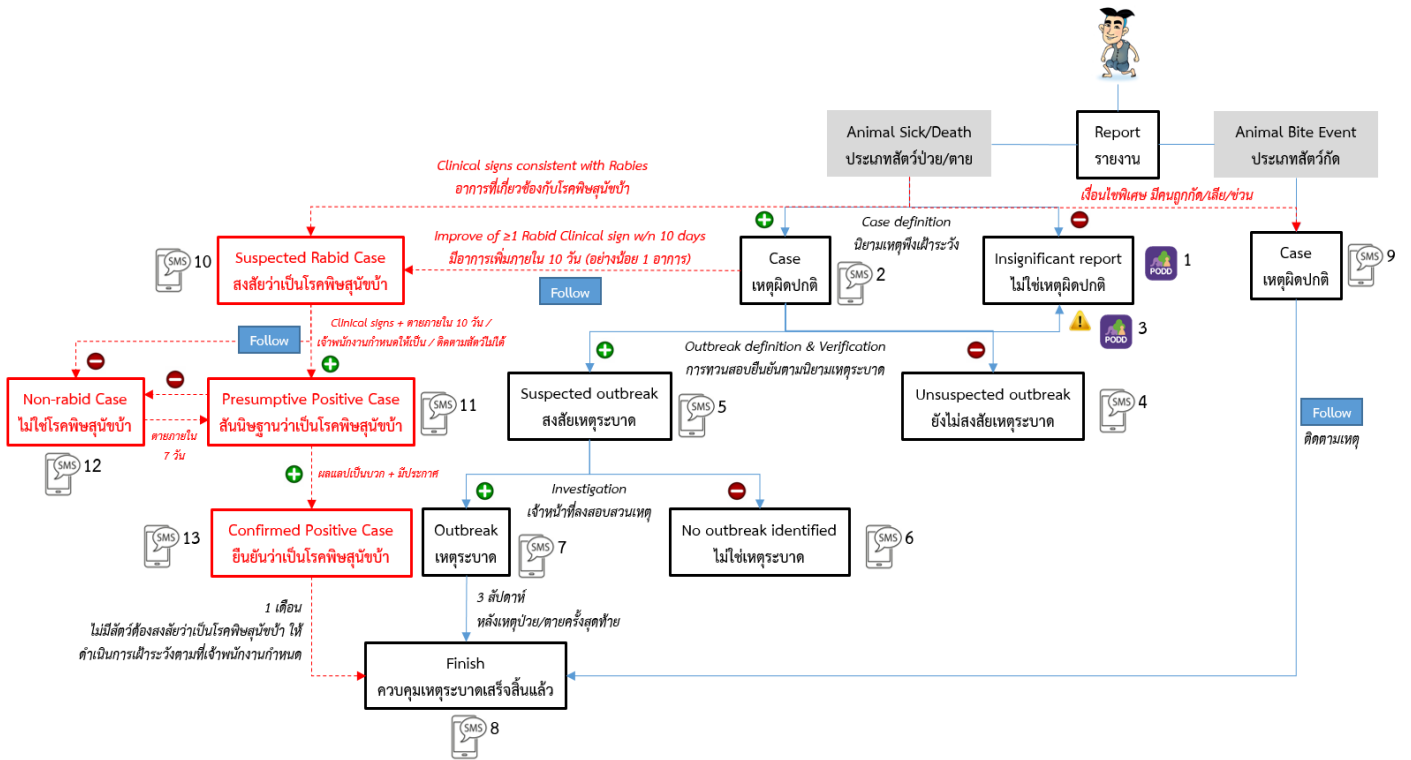 Animal Sick/Death
ประเภทสัตว์ป่วย/ตาย
Report
รายงาน
Animal Bite Event
ประเภทสัตว์กัด
Clinical signs consistent with Rabies
อาการที่เกี่ยวข้องกับโรคพิษสุนัขบ้า
เงื่อนไขพิเศษ มีคนถูกกัด/เลีย/ข่วน
Case definition
นิยามเหตุพึงเฝ้าระวัง
Suspected Rabid Case
สงสัยว่าเป็นโรคพิษสุนัขบ้า
SMS
10
Improve of ≥1 Rabid Clinical sign w/n 10 days
มีอาการเพิ่มภายใน 10 วัน (อย่างน้อย 1 อาการ)
Follow
Case
เหตุผิดปกติ
SMS
2
Insignificant report
ไม่ใช่เหตุผิดปกติ
PODD
1
Case
เหตุผิดปกติ
SMS
9
PODD
3
Clinical signs + ตายภายใน 10 วัน /
เจ้าพนักงานกำหนดให้เป็น / ติดตามสัตว์ไม่ได้
Follow
Outbreak definition & Verification
การทวนสอบยืนยันตามนิยามเหตุระบาด
Non-rabid Case
ไม่ใช่โรคพิษสุนัขบ้า
SMS
12
Presumptive Positive Case
สันนิษฐานว่าเป็นโรคพิษสุนัขบ้า
SMS
11
ตายภายใน
7 วัน
Suspected outbreak
สงสัยเหตุระบาด
SMS
5
Unsuspected outbreak
ยังไม่สงสัยเหตุระบาด
SMS
4
Follow
ติดตามเหตุ
ผลแลปเป็นบวก + มีประกาศ
Investigation
เจ้าหน้าที่ลงสอบสวนเหตุ
Confirmed Positive Case
ยืนยันว่าเป็นโรคพิษสุนัขบ้า
SMS
13
Outbreak
เหตุระบาด
SMS
7
No outbreak identified
ไม่ใช่เหตุระบาด
SMS
6
1 เดือน
ไม่มีสัตว์ต้องสงสัยว่าเป็นโรคพิษสุนัขบ้า ให้
ดำเนินการเฝ้าระวังตามที่เจ้าพนักงานกำหนด
3 สัปดาห์
หลังเหตุป่วย/ตายครั้งสุดท้าย
Finish
ควบคุมเหตุระบาดเสร็จสิ้นแล้ว
SMS
8